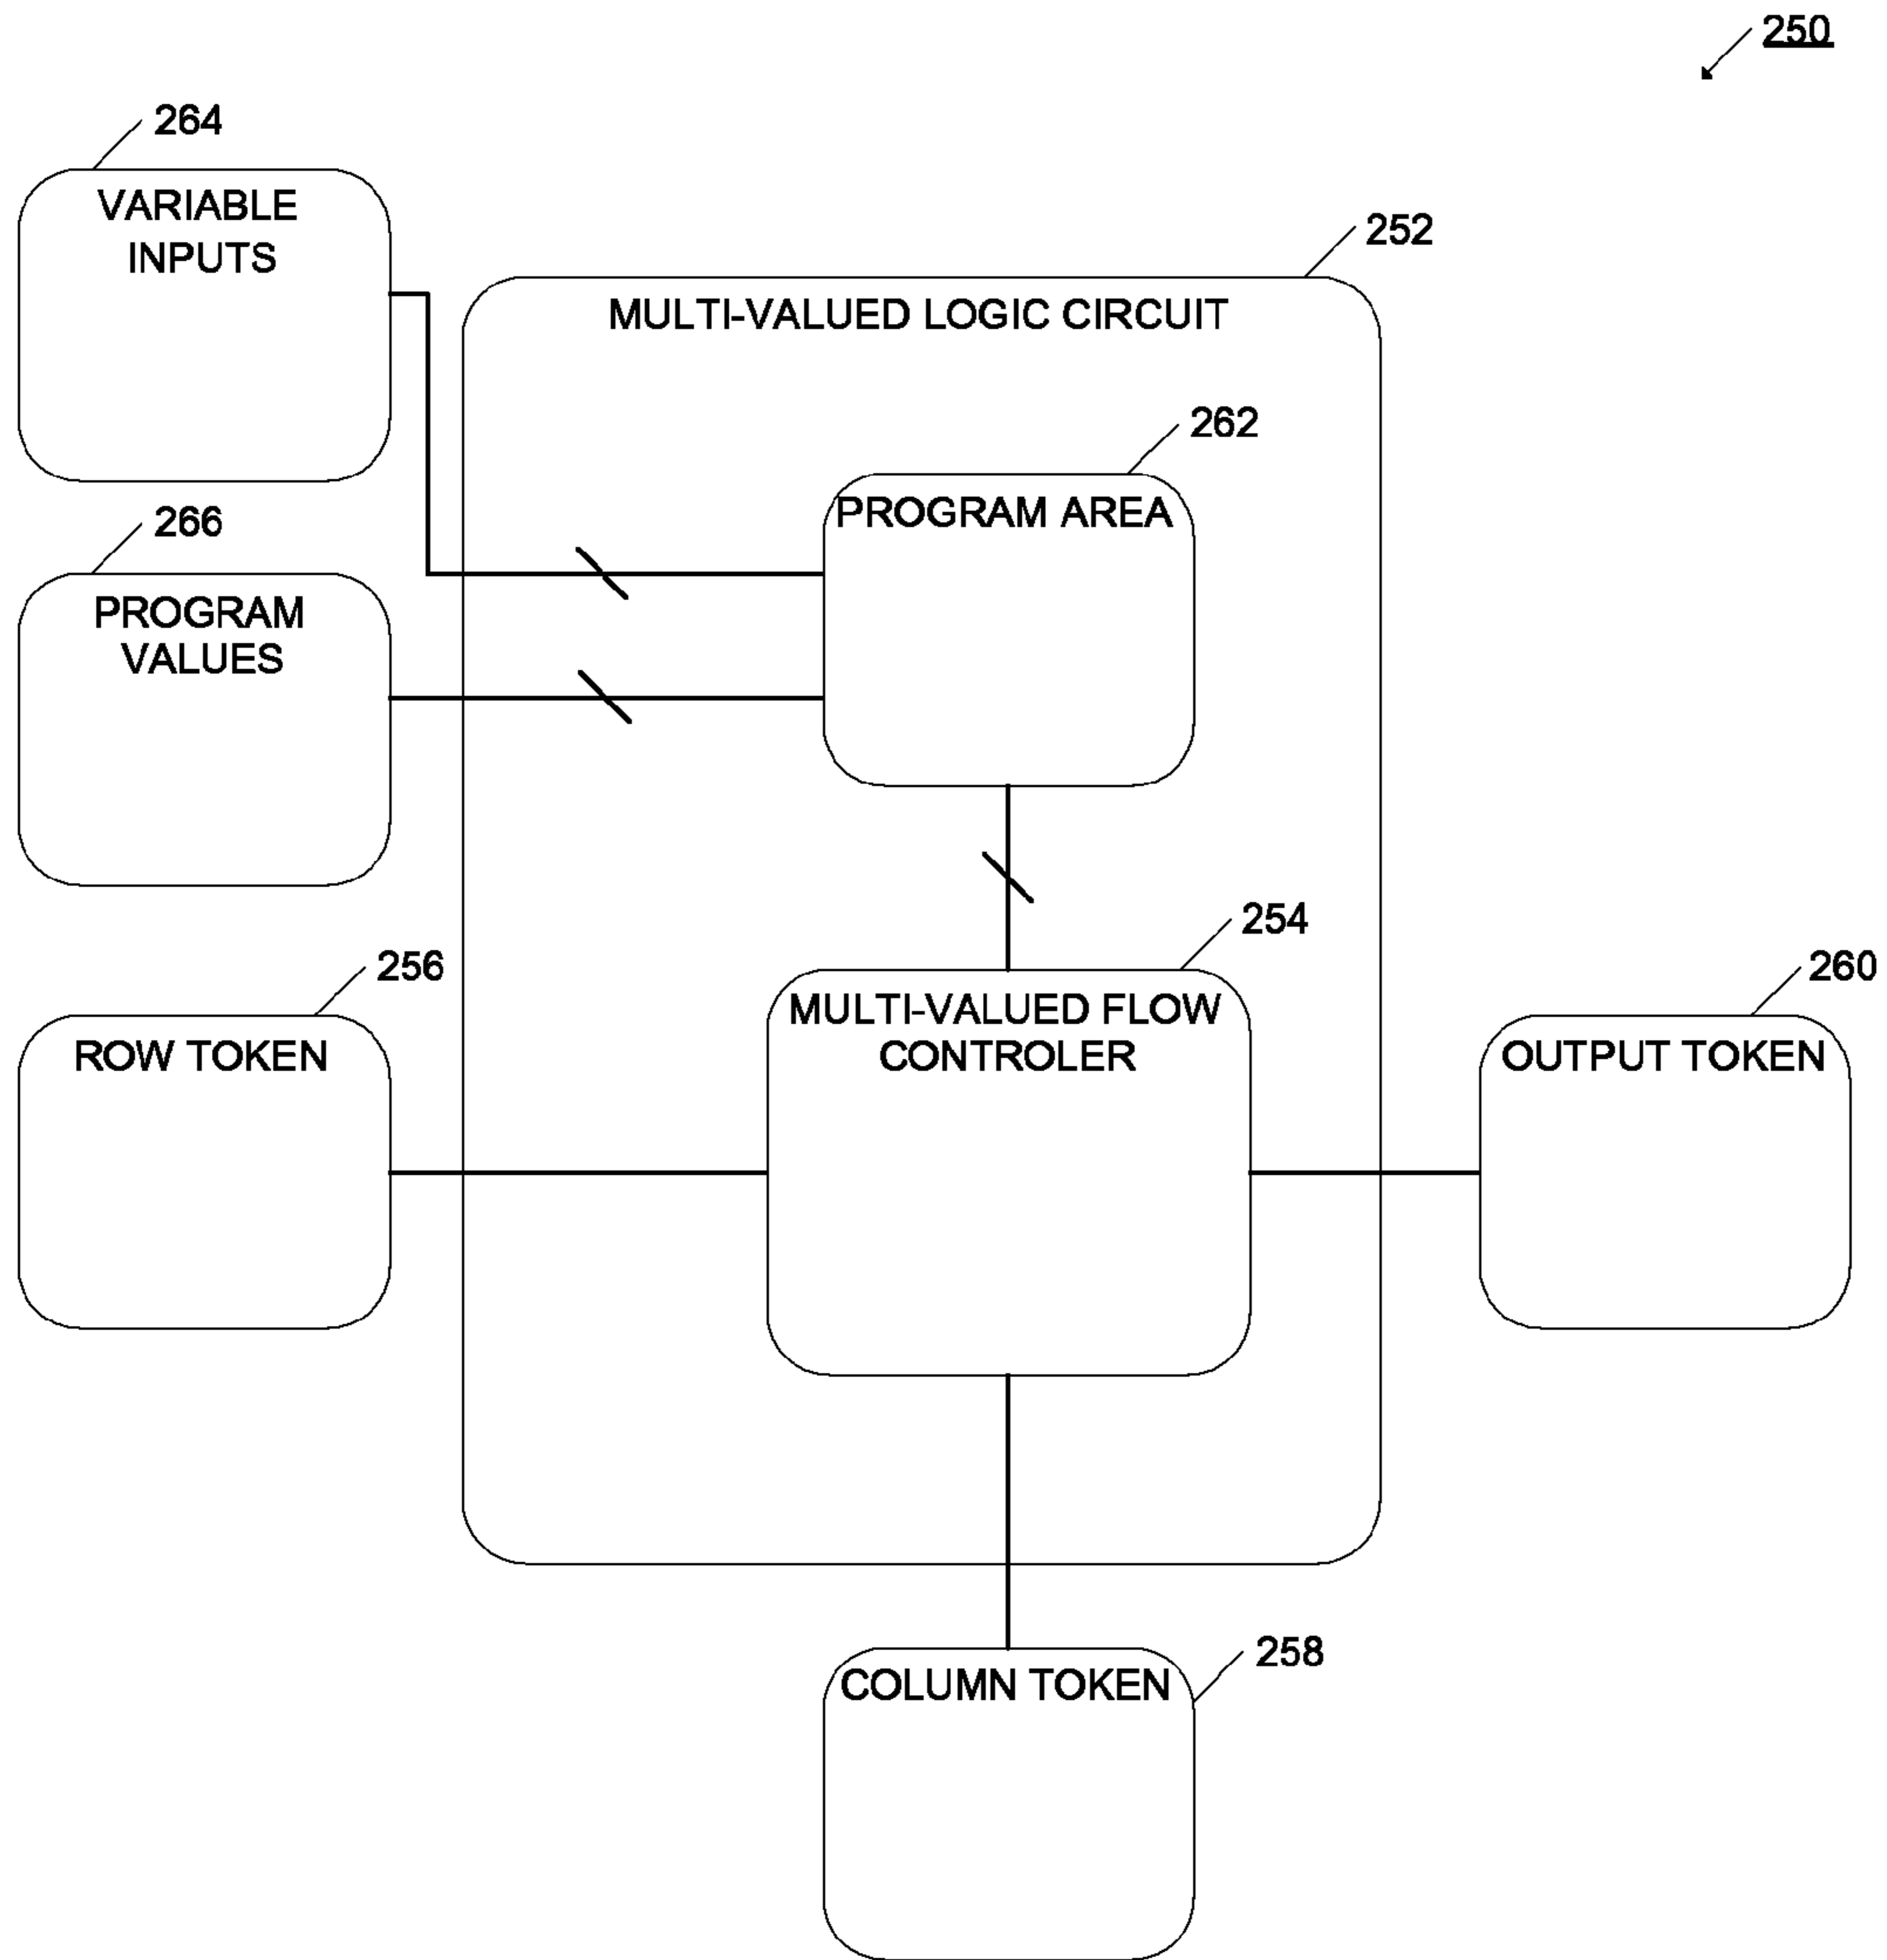 250
264
VARIABLE
INPUTS
252
MULTI-VALUED LOGIC CIRCUIT
262
PROGRAM AREA
266
PROGRAM
VALUES
254
MULTI-VALUED FLOW
CONTROLER
256
ROW TOKEN
260
OUTPUT TOKEN
258
COLUMN TOKEN